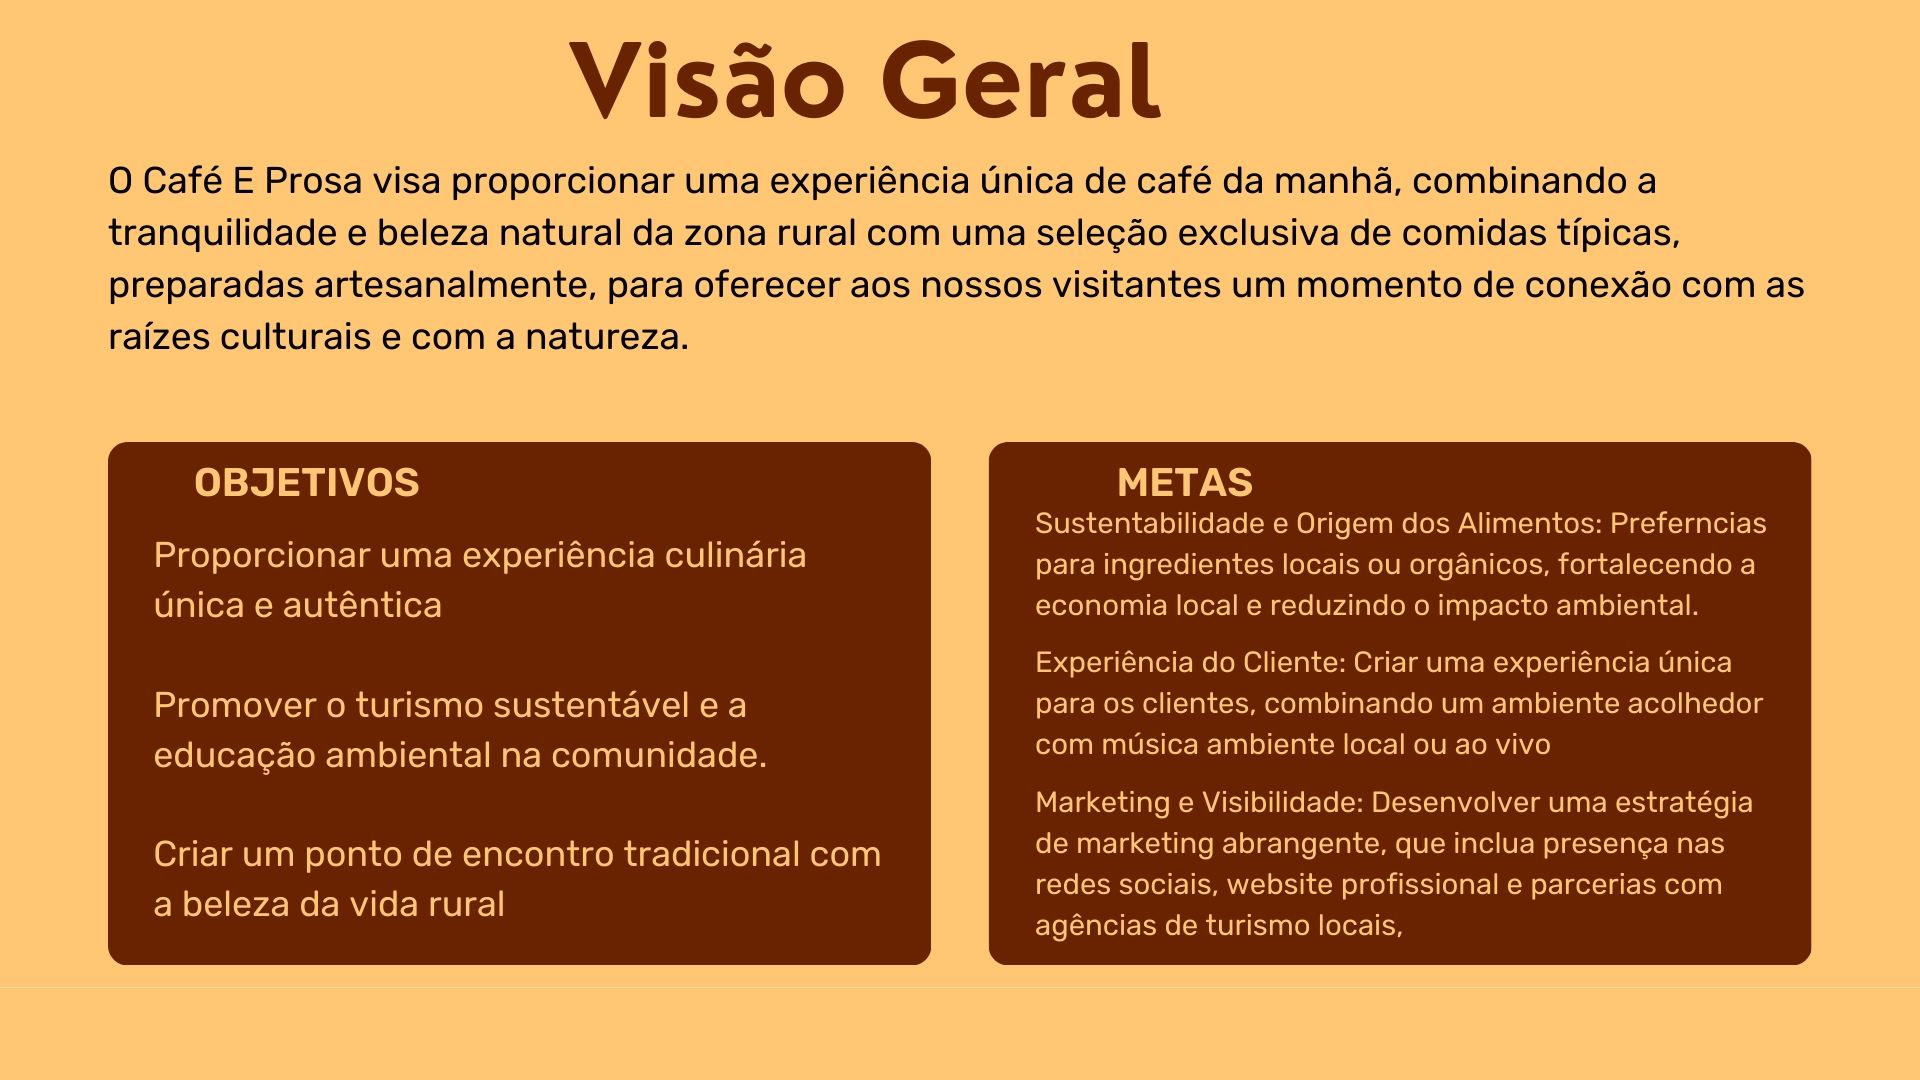 Visão Geral
O Café E Prosa visa proporcionar uma experiência única de café da manhã, combinando a
tranquilidade e beleza natural da zona rural com uma seleção exclusiva de comidas típicas,
preparadas artesanalmente, para oferecer aos nossos visitantes um momento de conexão com as
raízes culturais e com a natureza.
OBJETIVOS
Proporcionar uma experiência culinária
única e autêntica
Promover o turismo sustentável e a
educação ambiental na comunidade.
Criar um ponto de encontro tradicional com
a beleza da vida rural
METAS
Sustentabilidade e Origem dos Alimentos: Preferncias
para ingredientes locais ou orgânicos, fortalecendo a
economia local e reduzindo o impacto ambiental.
Experiência do Cliente: Criar uma experiência única
para os clientes, combinando um ambiente acolhedor
com música ambiente local ou ao vivo
Marketing e Visibilidade: Desenvolver uma estratégia
de marketing abrangente, que inclua presença nas
redes sociais, website profissional e parcerias com
agências de turismo locais,